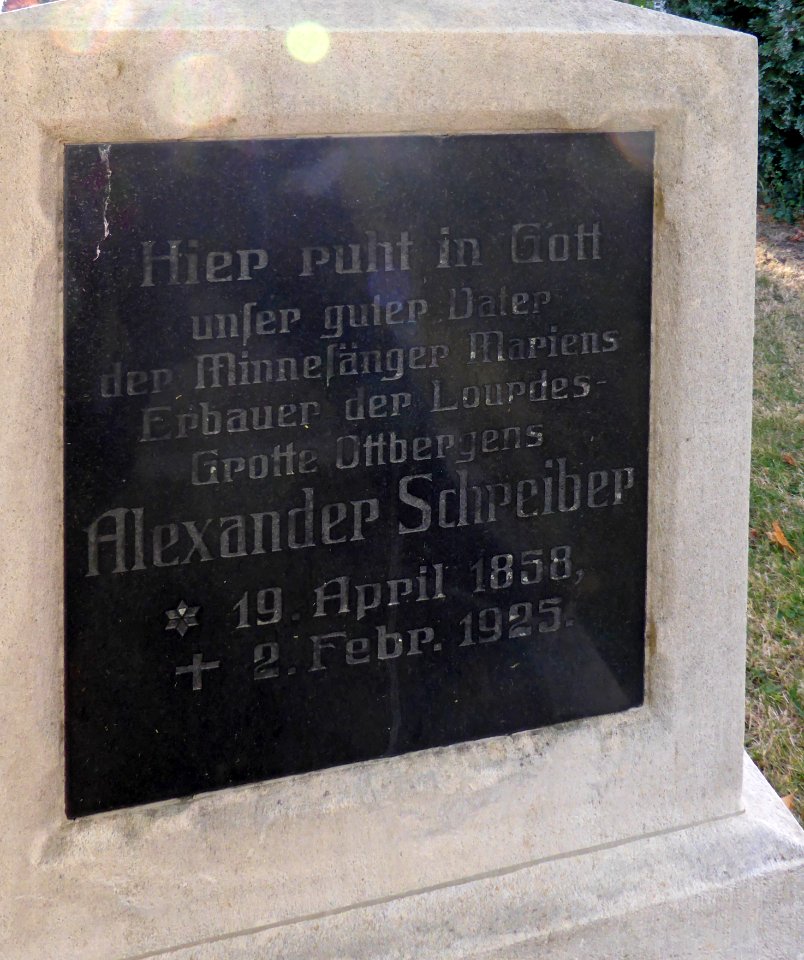 Hier ruht in Gott
unſer guter Vater
der Minneſänger Mariens
Erbauer der Lourdes-
Grotte Ottbergens
Alexander Schreiber
* 19. April 1858,
+ 2. Febr. 1925.